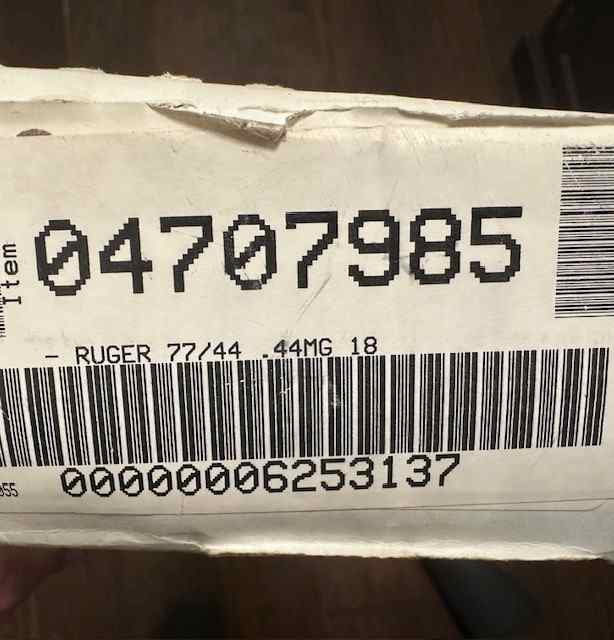 Item
04707985
- RUGER 77/44 .44MG 18
00000006253137